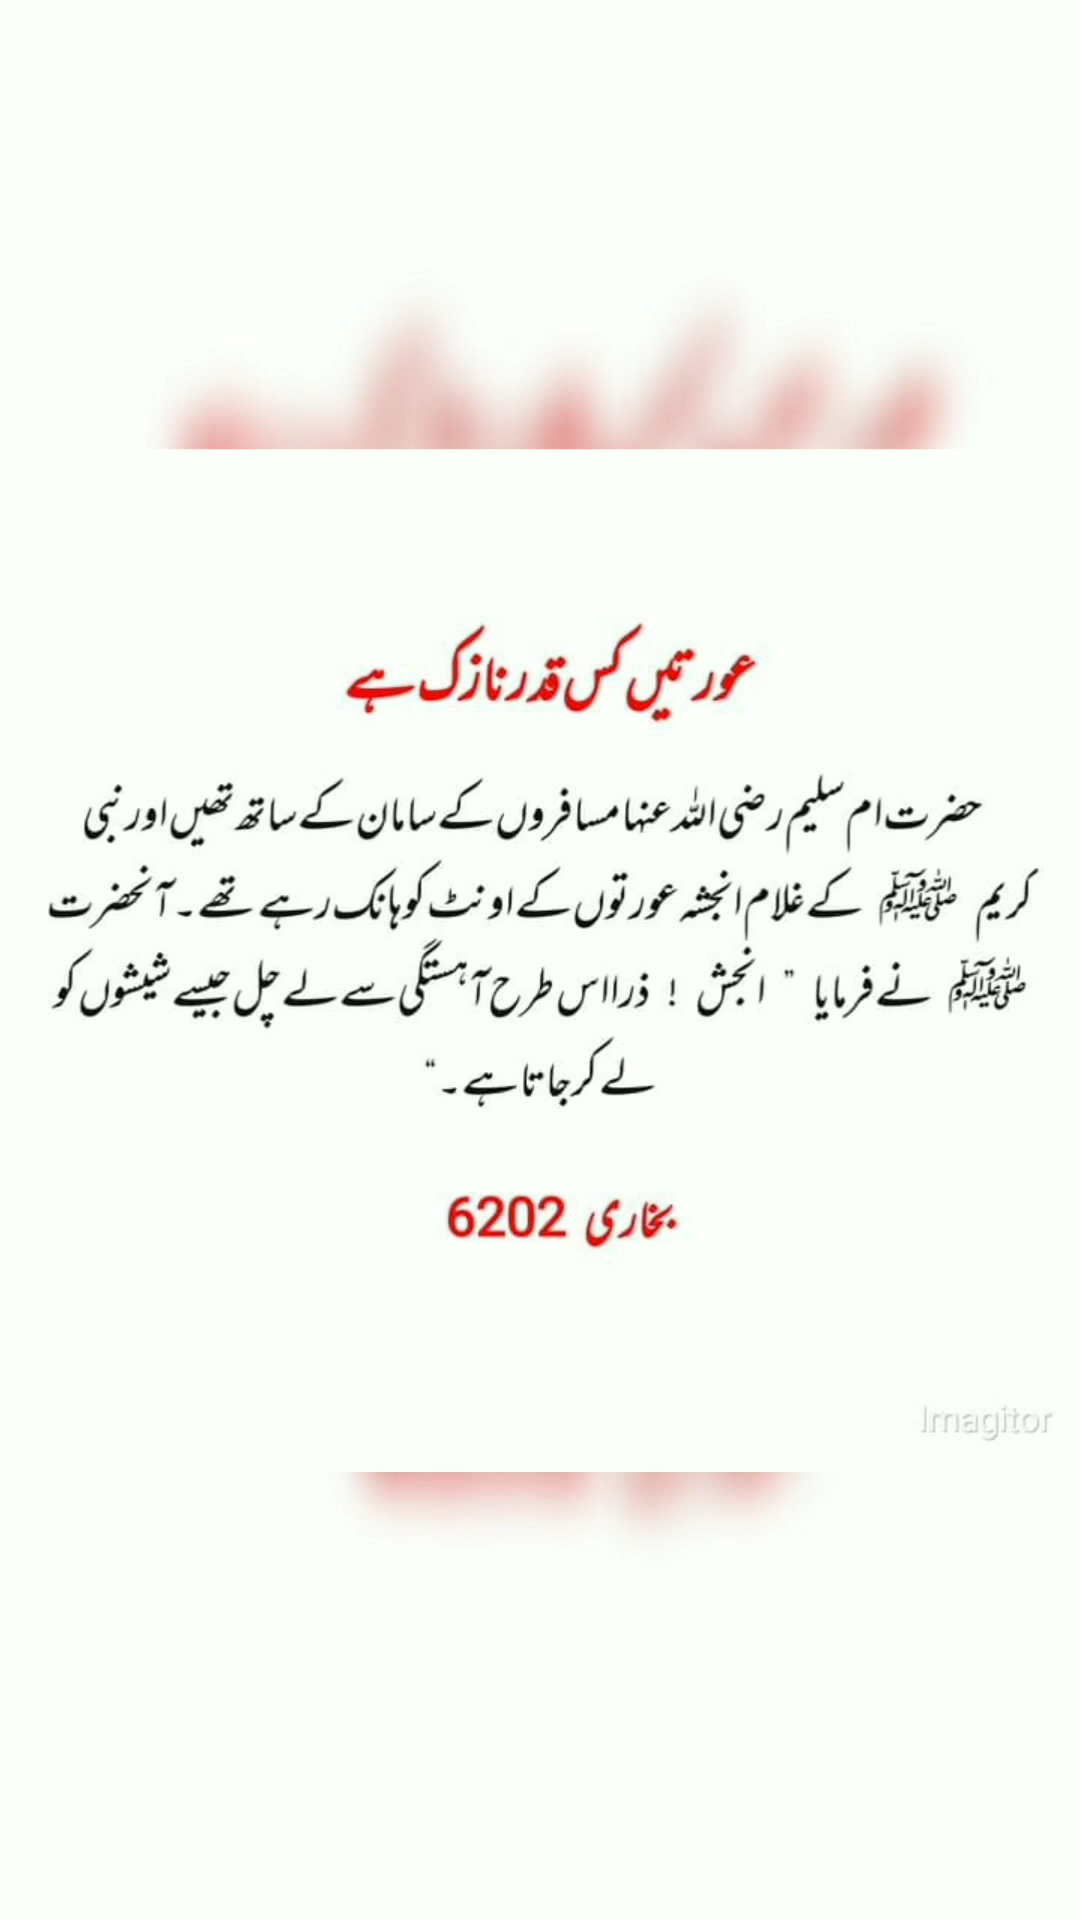 عورتیں کس قدر نازک ہے
حضرت ام سلیم رضی اللہ عنہا مسافروں کے سامان کے ساتھ تھیں اور نبی
کریم ﷺ کے غلام انجشہ عورتوں کے اونٹ کو ہانک رہے تھے۔ آنحضرت
ﷺ نے فرمایا ” انجش ! ذرا اس طرح آہستگی سے لے چل جیسے شیشوں کو
لے کر جاتا ہے۔“
بخاری 6202
Imagitor